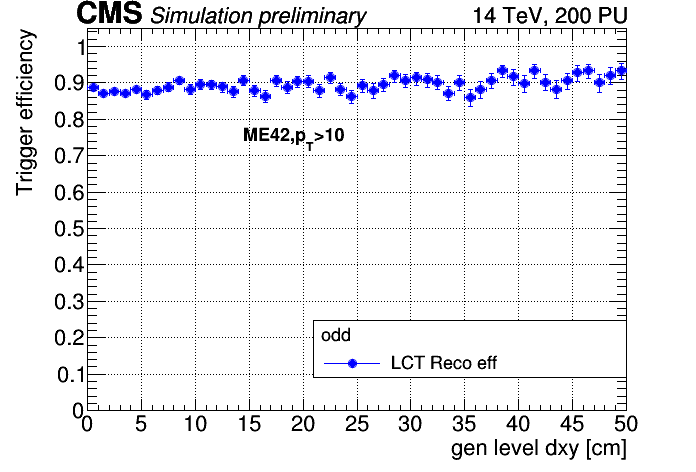 CMS Simulation preliminary 14 TeV, 200 PU
Trigger efficiency
1
0.9
0.8
ME42,pT>10
0.7
0.6
0.5
0.4
0.3
0.2
odd
LCT Reco eff
0.1
0
0 5 10 15 20 25 30 35 40 45 50
gen level dxy [cm]